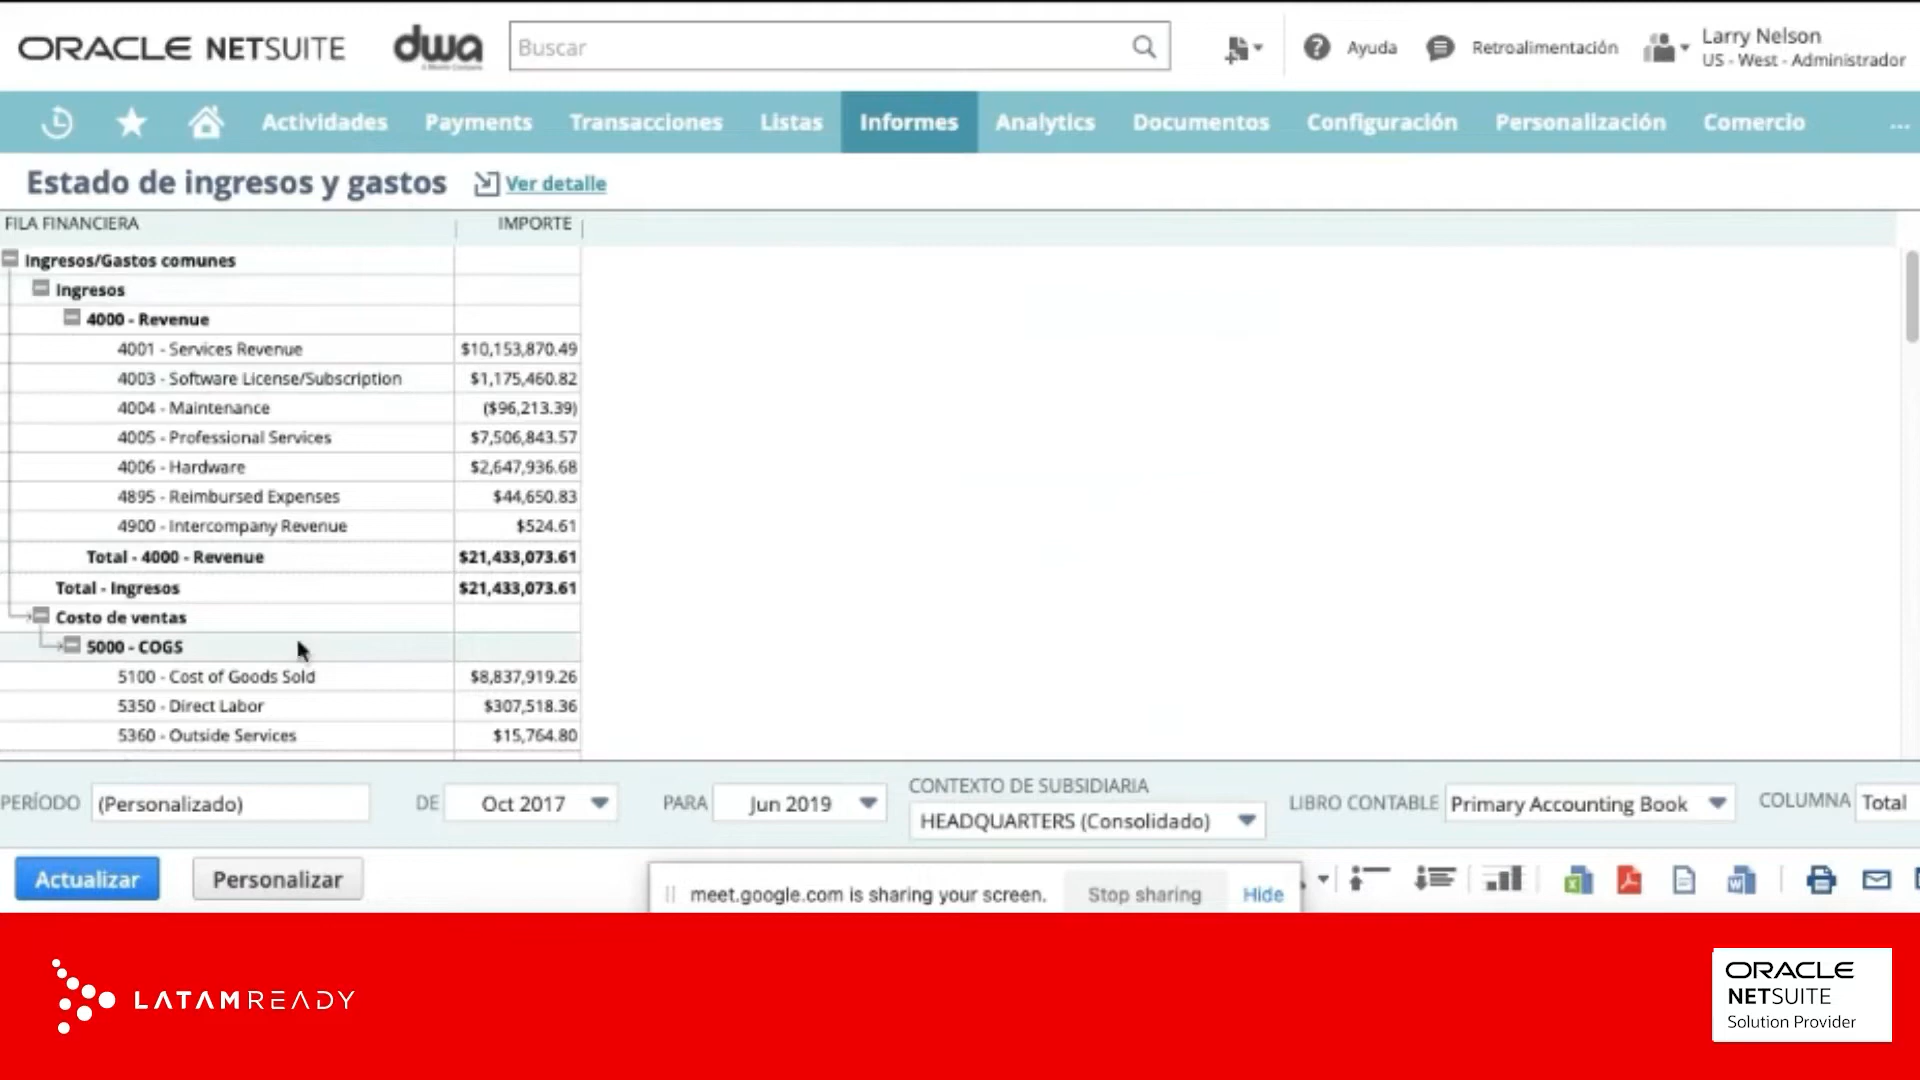 ORACLE NETSUITE
dwa
Buscar
Ayuda
Retroalimentación
Larry Nelson
US - West - Administrador
Actividades Payments Transacciones Listas Informes Analytics Documentos Configuración Personalización Comercio ...
Estado de ingresos y gastos Ver detalle
FILA FINANCIERA IMPORTE
Ingresos/Gastos comunes
Ingresos
4000 - Revenue
4001 - Services Revenue $10,153,870.49
4003 - Software License/Subscription $1,175,460.82
4004 - Maintenance ($96,213.39)
4005 - Professional Services $7,506,843.57
4006 - Hardware $2,647,936.68
4895 - Reimbursed Expenses $44,650.83
4900 - Intercompany Revenue $524.61
Total - 4000 - Revenue $21,433,073.61
Total - Ingresos $21,433,073.61
Costo de ventas
5000 - COGS
5100 - Cost of Goods Sold $8,837,919.26
5350 - Direct Labor $307,518.36
5360 - Outside Services $15,764.80
PERÍODO (Personalizado) DE Oct 2017 PARA Jun 2019
CONTEXTO DE SUBSIDIARIA
HEADQUARTERS (Consolidado)
LIBRO CONTABLE Primary Accounting Book COLUMNA Total
Actualizar Personalizar
meet.google.com is sharing your screen. Stop sharing Hide
LATAMREADY
ORACLE
NETSUITE
Solution Provider